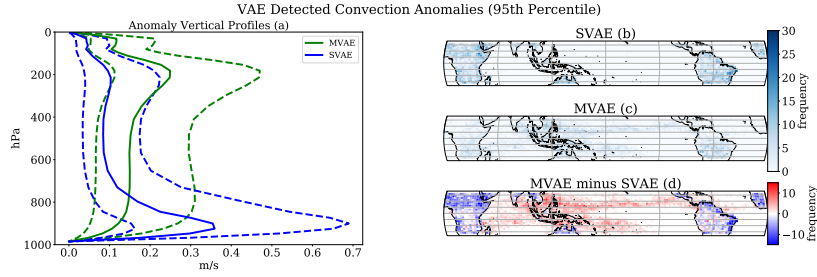 VAE Detected Convection Anomalies (95th Percentile)
Anomaly Vertical Profiles (a)
MVAE
SVAE
0
200
400
600
800
1000
hPa
0.0 0.1 0.2 0.3 0.4 0.5 0.6 0.7
m/s
SVAE (b)
MVAE (c)
30
25
20
15
10
5
0
frequency
MVAE minus SVAE (d)
10
0
−10
frequency